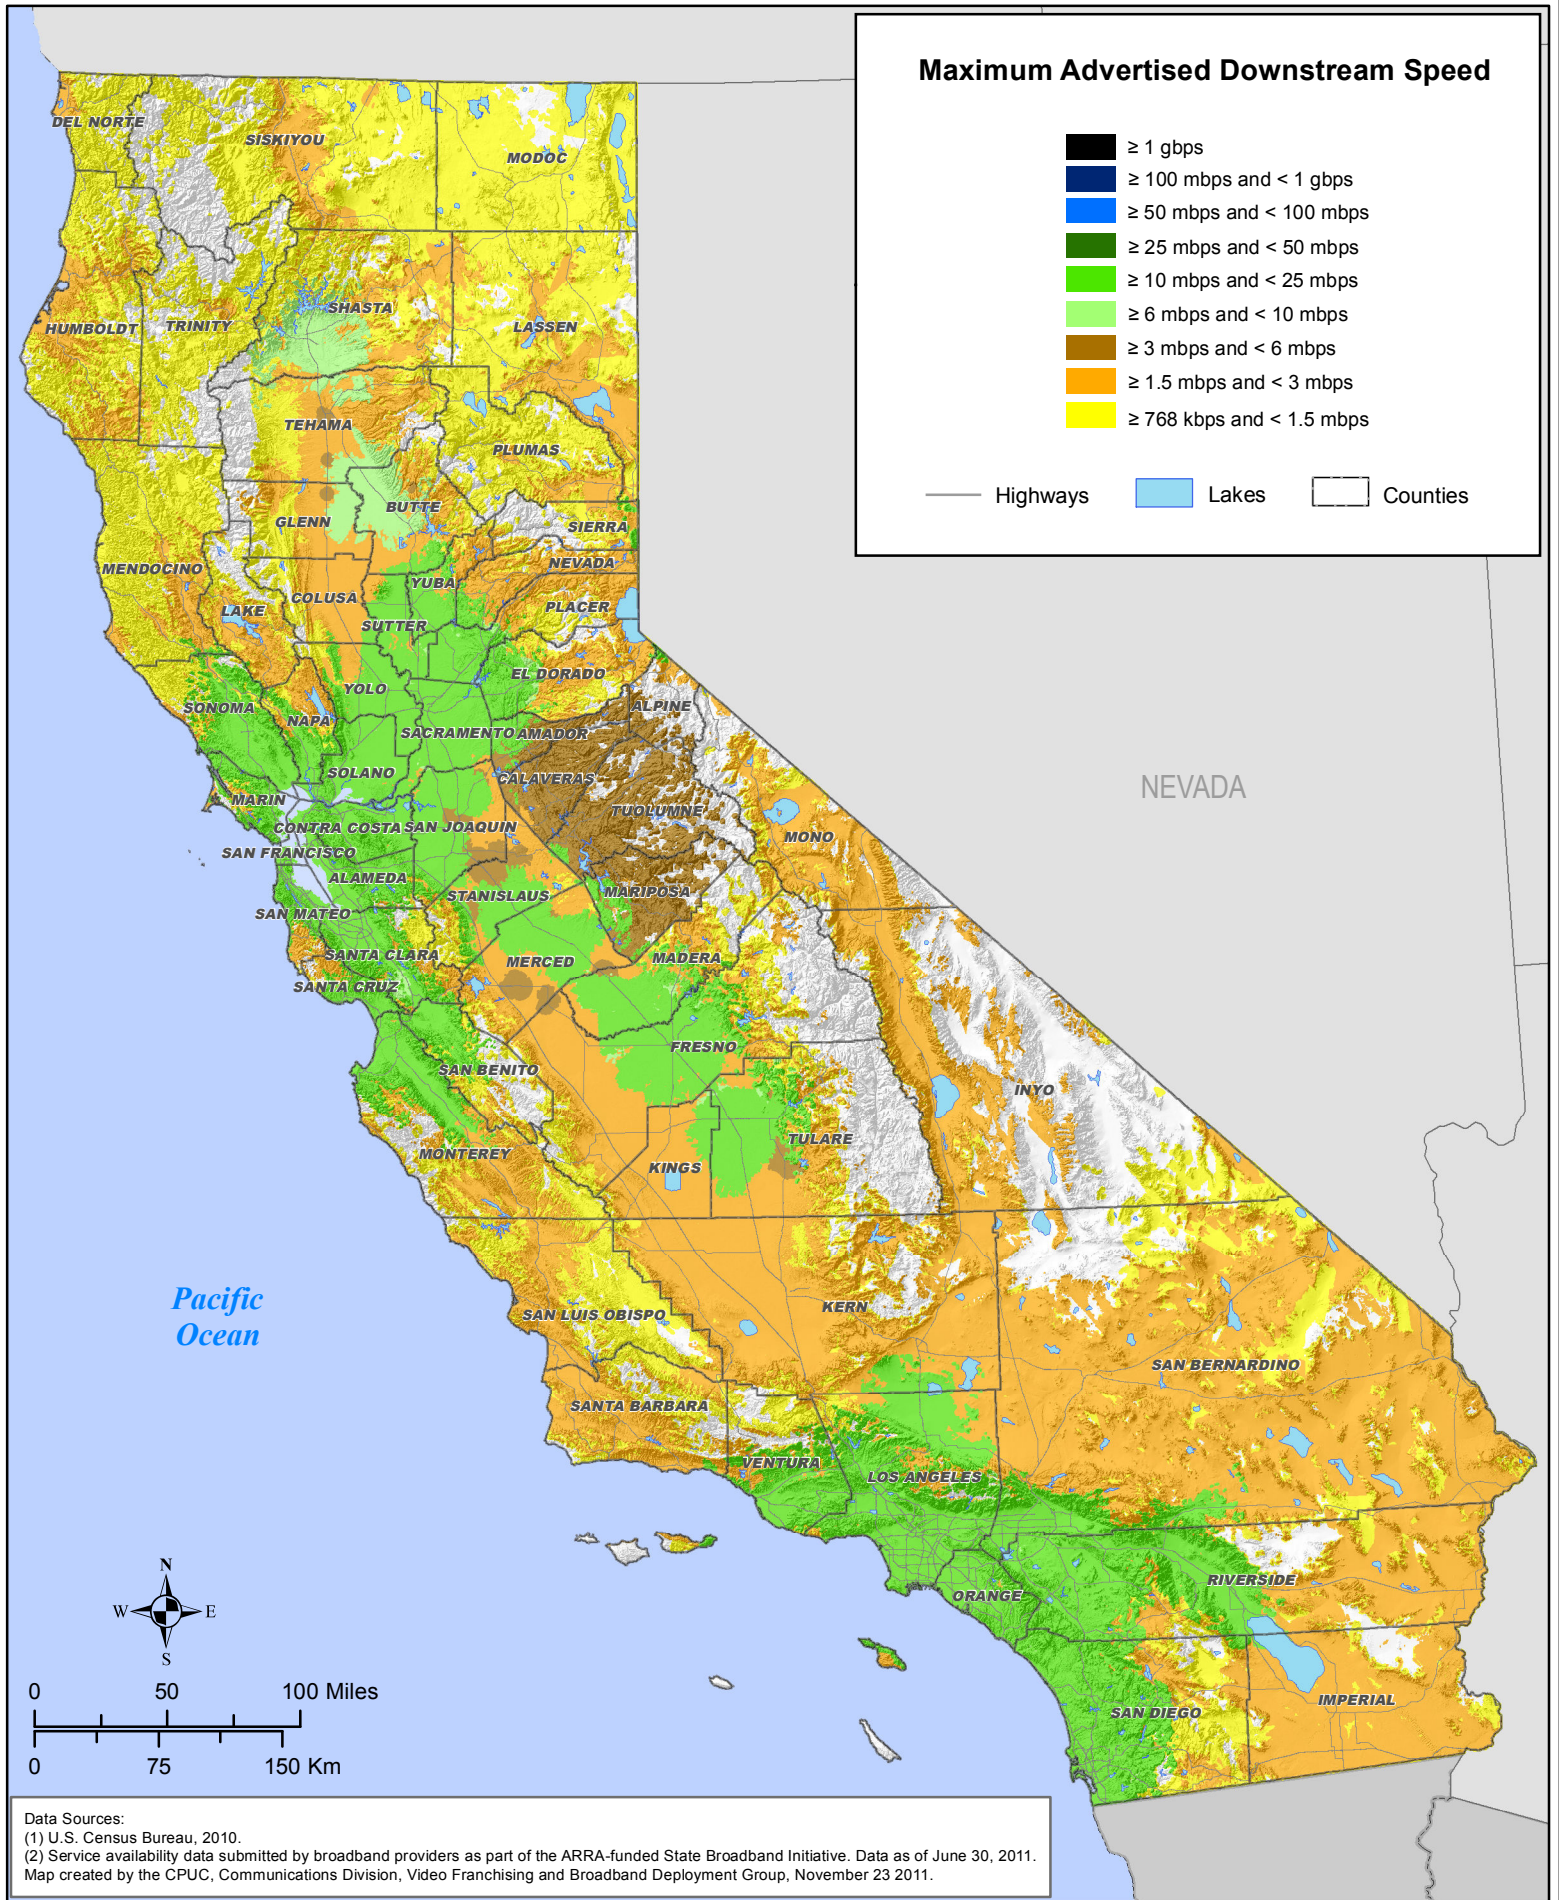 Maximum Advertised Downstream Speed
≥ 1 gbps
≥ 100 mbps and < 1 gbps
≥ 50 mbps and < 100 mbps
≥ 25 mbps and < 50 mbps
≥ 10 mbps and < 25 mbps
≥ 6 mbps and < 10 mbps
≥ 3 mbps and < 6 mbps
≥ 1.5 mbps and < 3 mbps
≥ 768 kbps and < 1.5 mbps
Highways
Lakes
Counties
DEL NORTE
SISKIYOU
MODOC
HUMBOLDT
TRINITY
SHASTA
LASSEN
TEHAMA
PLUMAS
GLENN
BUTTE
SIERRA
MENDOCINO
NEVADA
YUBA
COLUSA
LAKE
PLACER
SUTTER
EL DORADO
YOLO
SONOMA
NAPA
ALPINE
SACRAMENTO
AMADOR
SOLANO
CALAVERAS
MARIN
TUOLUMNE
CONTRA COSTA
SAN JOAQUIN
MONO
SAN FRANCISCO
ALAMEDA
STANISLAUS
MARIPOSA
SAN MATEO
SANTA CLARA
MERCED
MADERA
SANTA CRUZ
FRESNO
SAN BENITO
INYO
TULARE
MONTEREY
KINGS
KERN
SAN LUIS OBISPO
SAN BERNARDINO
SANTA BARBARA
VENTURA
LOS ANGELES
RIVERSIDE
ORANGE
IMPERIAL
SAN DIEGO
NEVADA
Pacific
Ocean
N
W
E
S
0 50 100 Miles
0 75 150 Km
Data Sources:
(1) U.S. Census Bureau, 2010.
(2) Service availability data submitted by broadband providers as part of the ARRA-funded State Broadband Initiative. Data as of June 30, 2011.
Map created by the CPUC, Communications Division, Video Franchising and Broadband Deployment Group, November 23 2011.